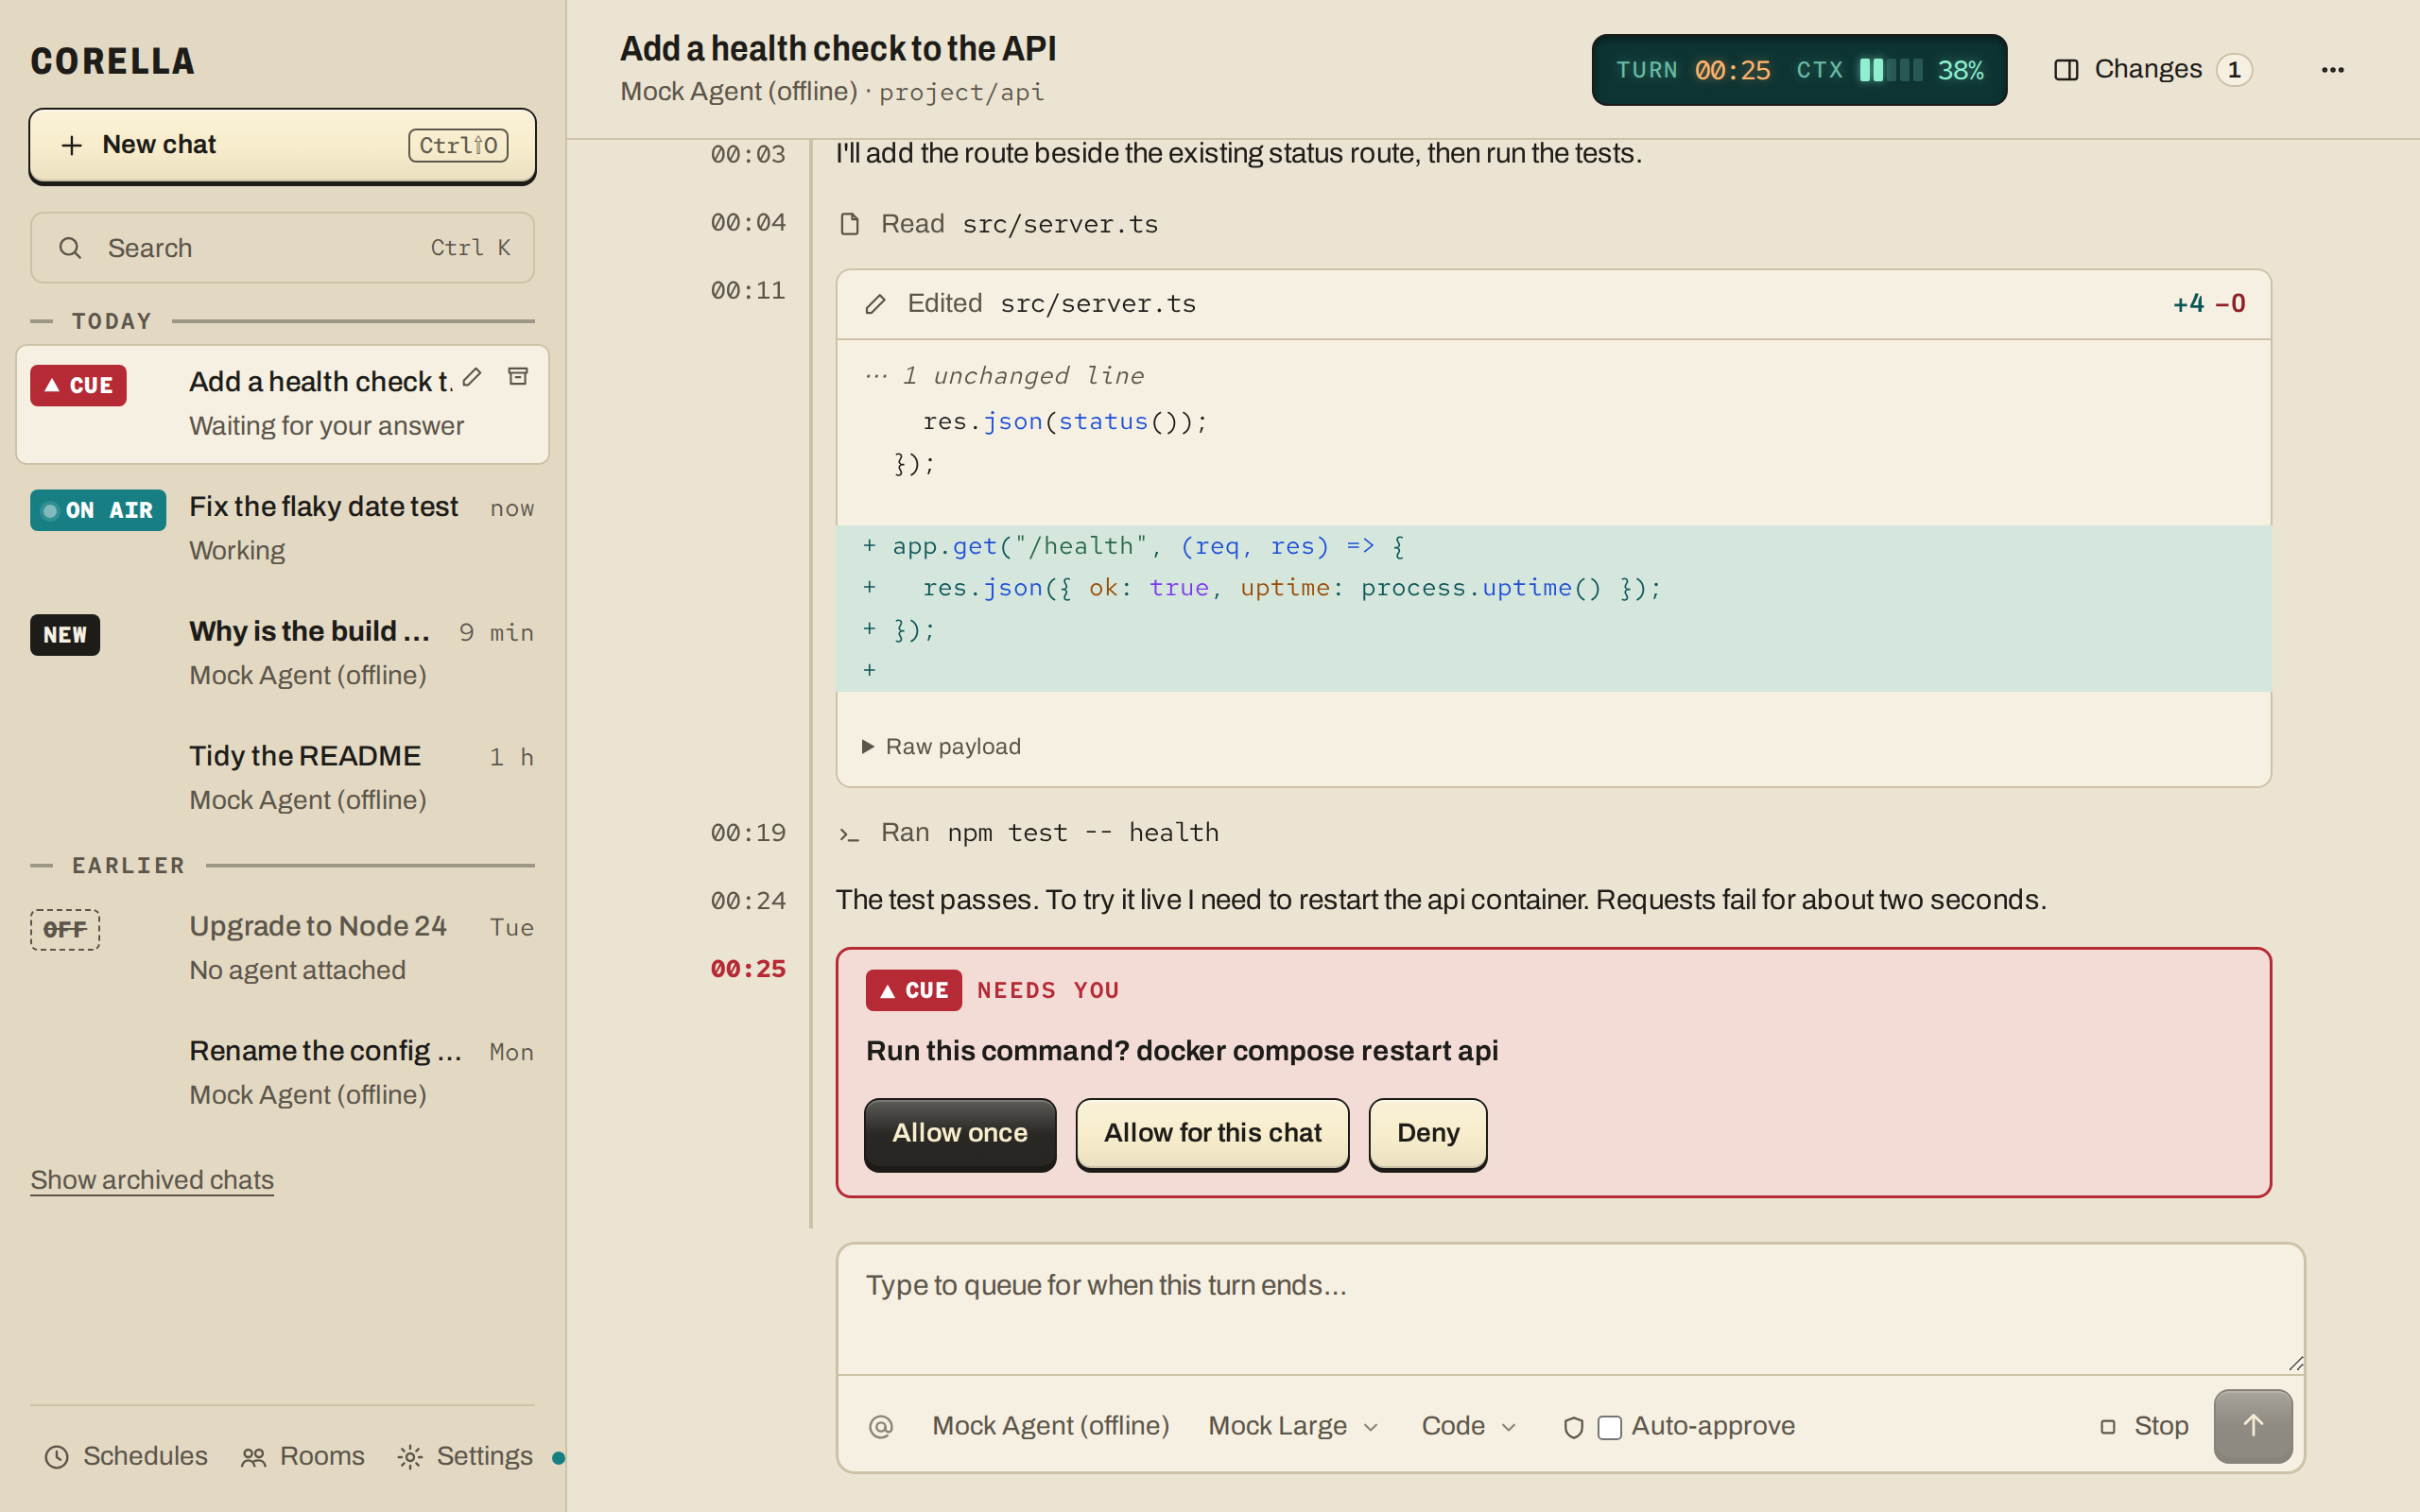 CORELLA
New chat Ctrl⇧O
Search Ctrl K
TODAY
CUE Add a health check t.
Waiting for your answer
ON AIR Fix the flaky date test now
Working
NEW Why is the build … 9 min
Mock Agent (offline)
Tidy the README 1 h
Mock Agent (offline)
EARLIER
OFF Upgrade to Node 24 Tue
No agent attached
Rename the config … Mon
Mock Agent (offline)
Show archived chats
Schedules Rooms Settings
Add a health check to the API
Mock Agent (offline) · project/api
TURN 00:25 CTX 38%
Changes 1
00:03 I'll add the route beside the existing status route, then run the tests.
00:04 Read src/server.ts
00:11 Edited src/server.ts +4 −0
⋯ 1 unchanged line
res.json(status());
});
+ app.get("/health", (req, res) => {
+ res.json({ ok: true, uptime: process.uptime() });
+ });
+
Raw payload
00:19 Ran npm test -- health
00:24 The test passes. To try it live I need to restart the api container. Requests fail for about two seconds.
00:25 CUE NEEDS YOU
Run this command? docker compose restart api
Allow once Allow for this chat Deny
Type to queue for when this turn ends…
Mock Agent (offline) Mock Large Code Auto-approve Stop